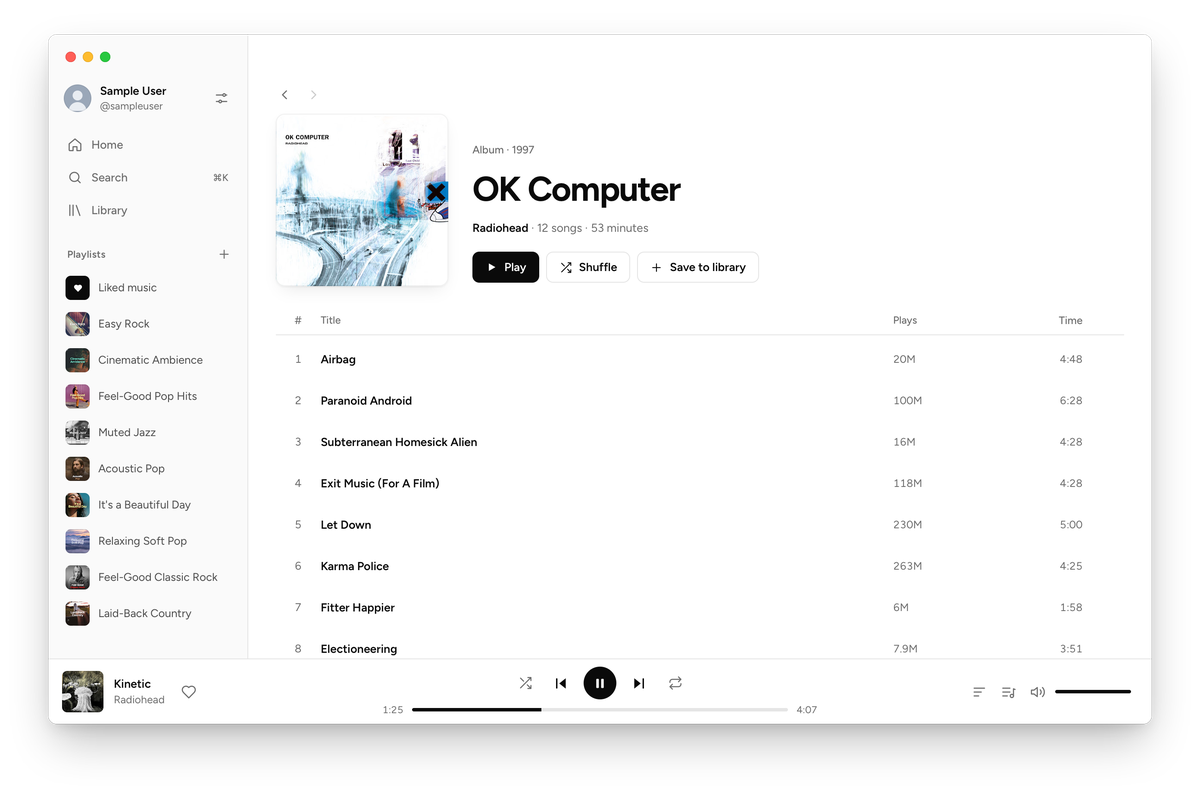 Sample User
@sampleuser
Home
Search ⌘K
Library
Playlists
Liked music
Easy Rock
Cinematic Ambience
Feel-Good Pop Hits
Muted Jazz
Acoustic Pop
It's a Beautiful Day
Relaxing Soft Pop
Feel-Good Classic Rock
Laid-Back Country
OK COMPUTER
RADIOHEAD
Album · 1997
OK Computer
Radiohead · 12 songs · 53 minutes
Play Shuffle Save to library
# Title Plays Time
1 Airbag 20M 4:48
2 Paranoid Android 100M 6:28
3 Subterranean Homesick Alien 16M 4:28
4 Exit Music (For A Film) 118M 4:28
5 Let Down 230M 5:00
6 Karma Police 263M 4:25
7 Fitter Happier 6M 1:58
8 Electioneering 7.9M 3:51
Kinetic
Radiohead
1:25 4:07